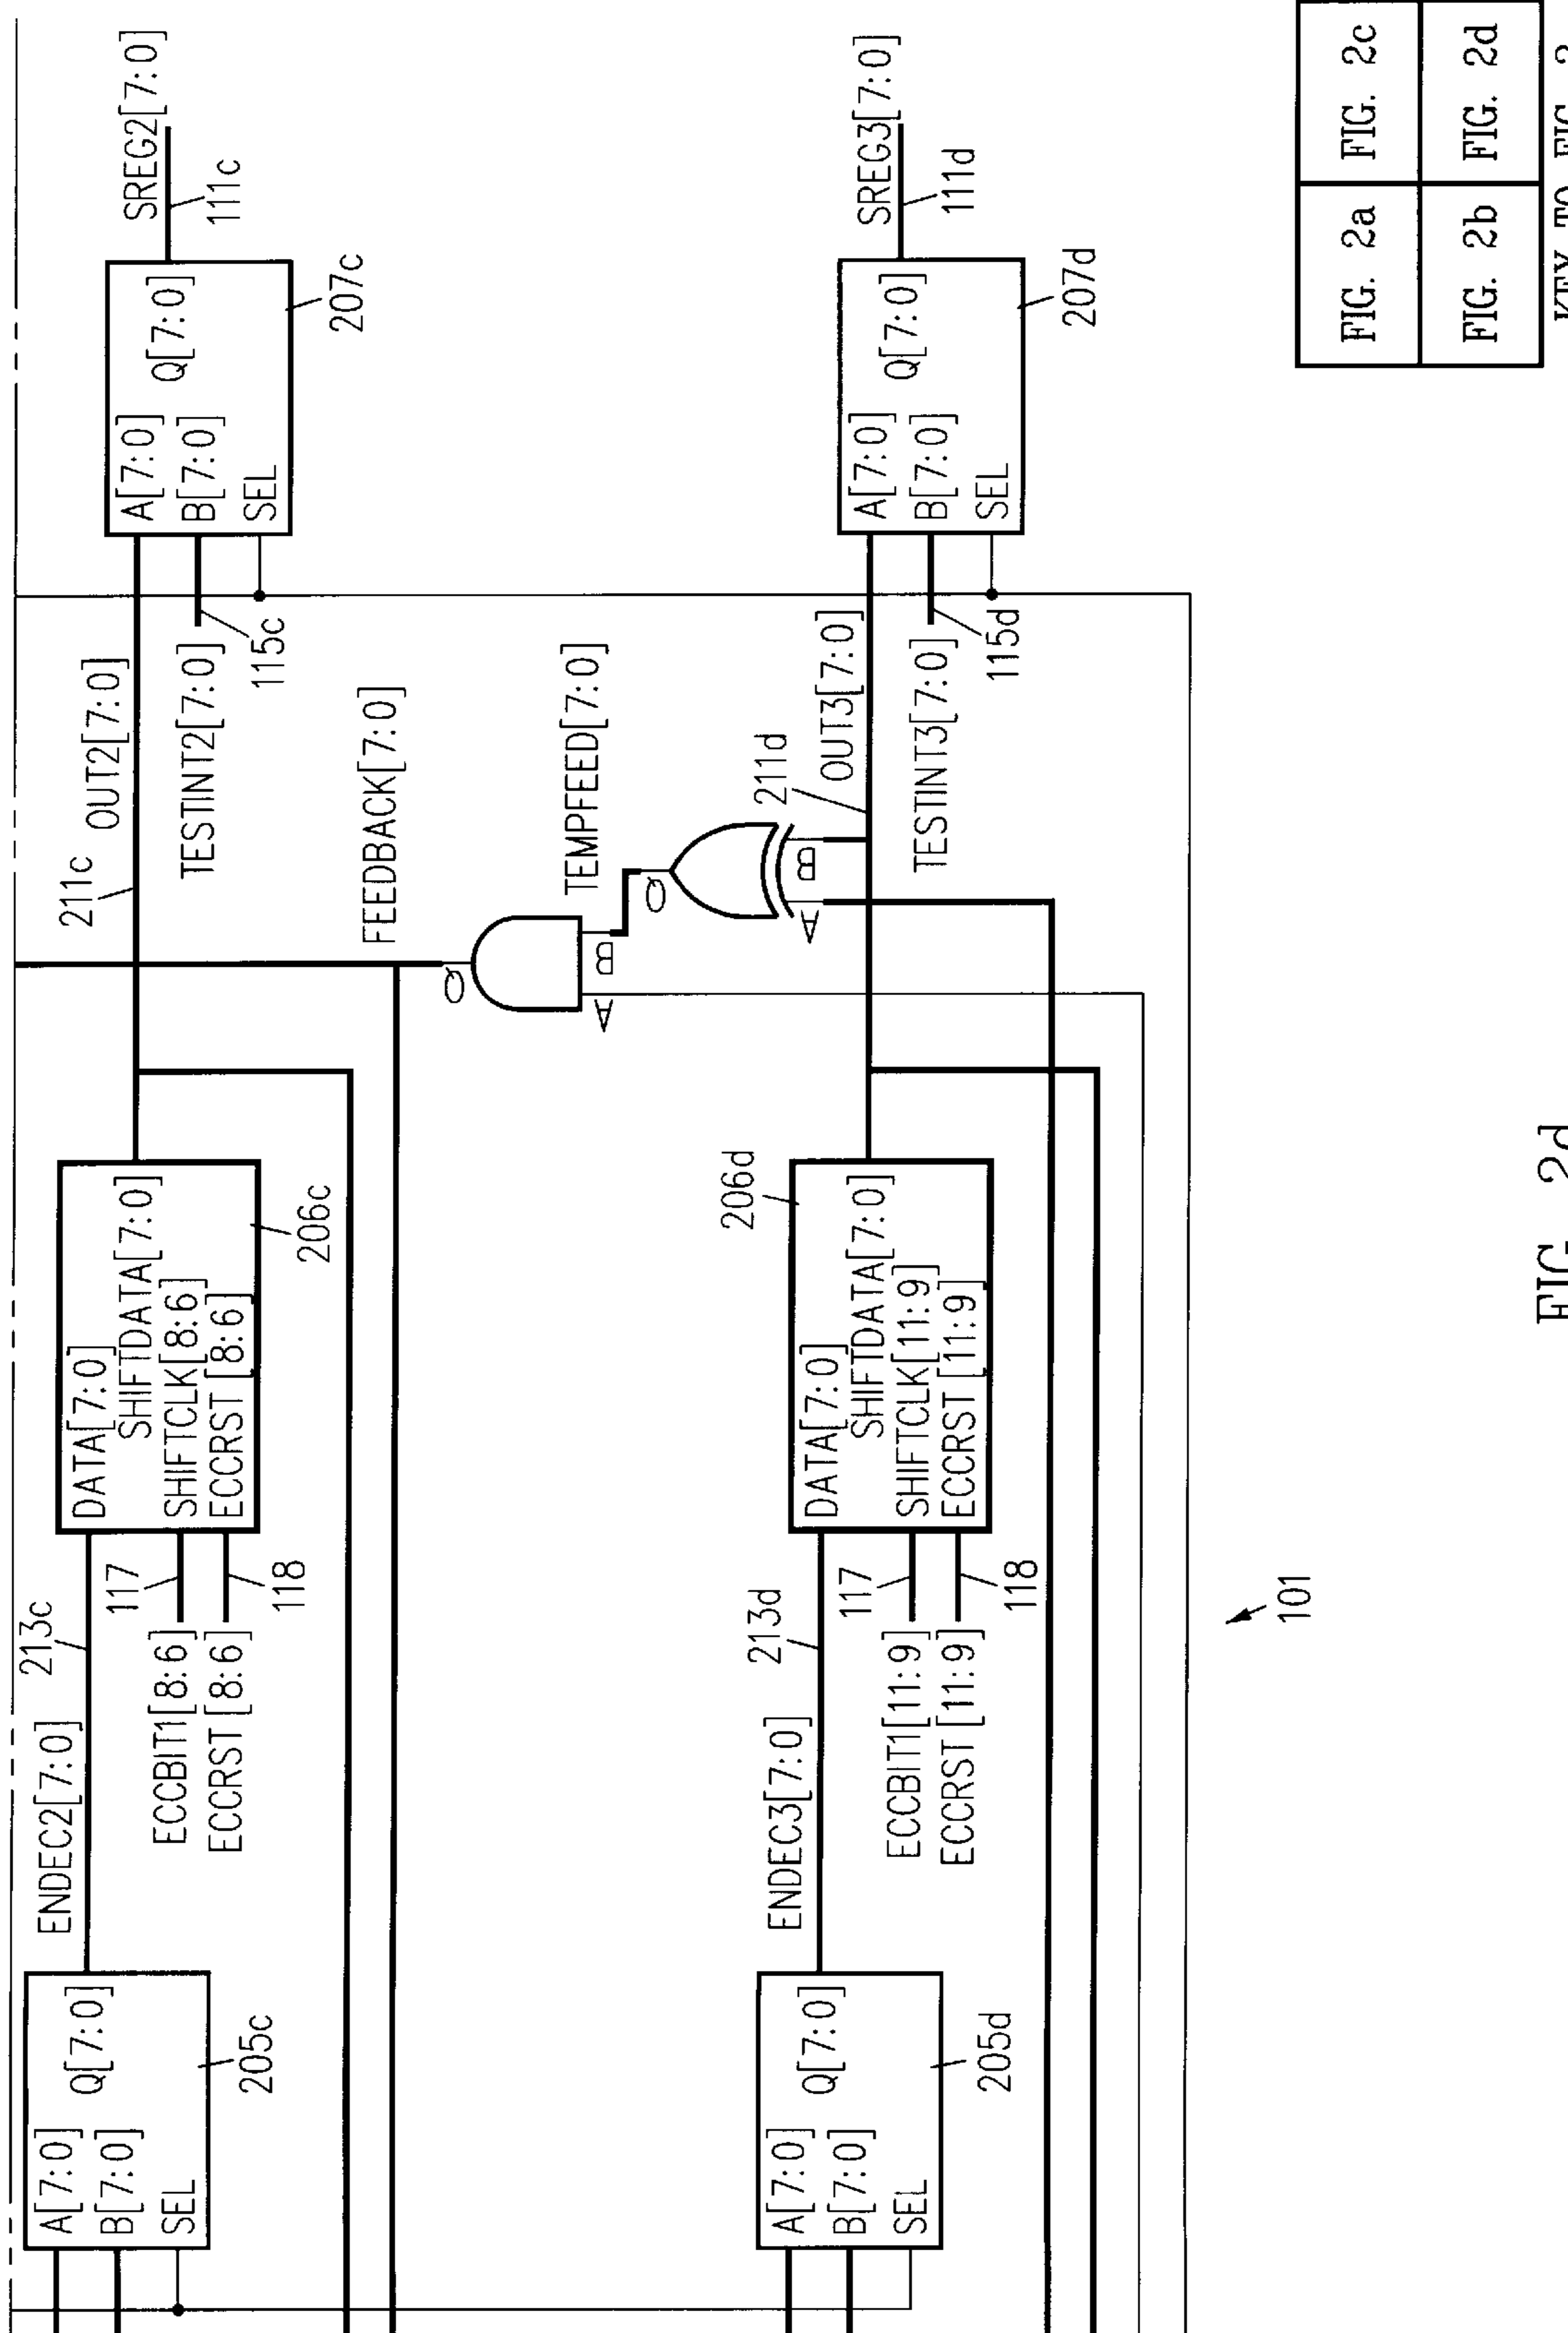 SREG2[7:0]
111c
A[7:0]
B[7:0]
SEL
Q[7:0]
207c
211c
OUT2[7:0]
TESTINT2[7:0]
115c
FEEDBACK[7:0]
TEMPFEED[7:0]
Q
A
B
Q
A
B
213c
ENDEC2[7:0]
DATA[7:0]
SHIFTDATA[7:0]
SHIFTCLK[8:6]
ECCRST [8:6]
206c
117
118
ECCBIT1[8:6]
ECCRST [8:6]
A[7:0]
B[7:0]
SEL
Q[7:0]
205c
SREG3[7:0]
111d
A[7:0]
B[7:0]
SEL
Q[7:0]
207d
211d
OUT3[7:0]
TESTINT3[7:0]
115d
206d
DATA[7:0]
SHIFTDATA[7:0]
SHIFTCLK[11:9]
ECCRST [11:9]
213d
ENDEC3[7:0]
117
118
ECCBIT1[11:9]
ECCRST [11:9]
A[7:0]
B[7:0]
SEL
Q[7:0]
205d
101
FIG. 2a FIG. 2c
FIG. 2b FIG. 2d
KEY TO FIG. 2
FIG. 2d